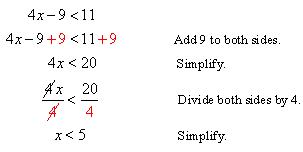 4x − 9 < 11
4x − 9 + 9 < 11 + 9 Add 9 to both sides.
4x < 20 Simplify.
4x/4 < 20/4 Divide both sides by 4.
x < 5 Simplify.